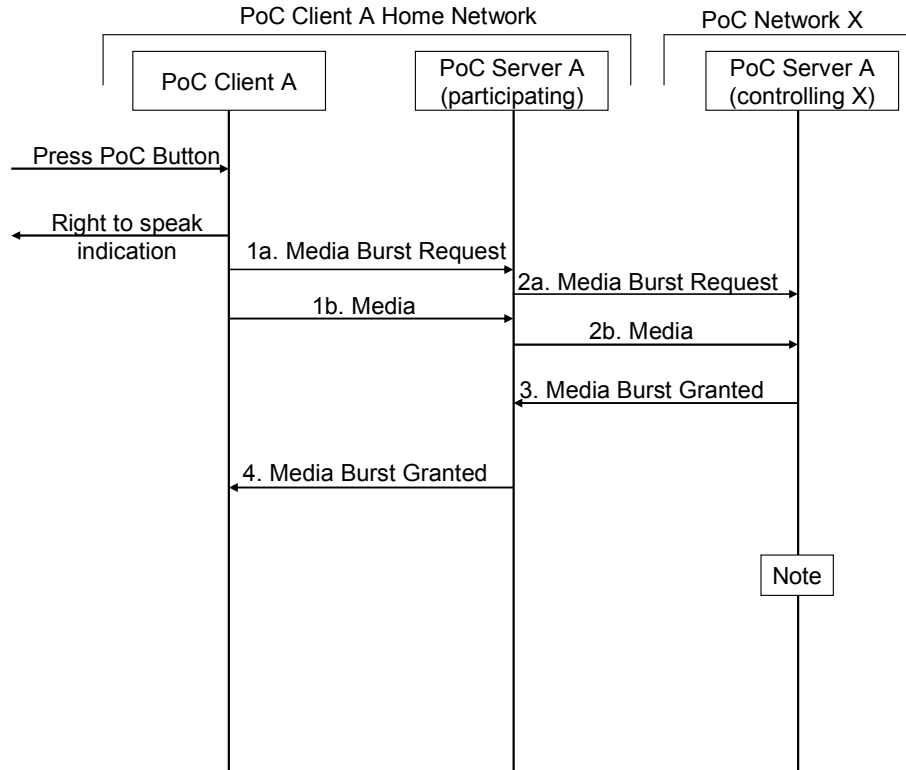 PoC Client A Home Network
PoC Network X
PoC Client A
PoC Server A
(participating)
PoC Server A
(controlling X)
Press PoC Button
Right to speak
indication
1a. Media Burst Request
2a. Media Burst Request
1b. Media
2b. Media
3. Media Burst Granted
4. Media Burst Granted
Note